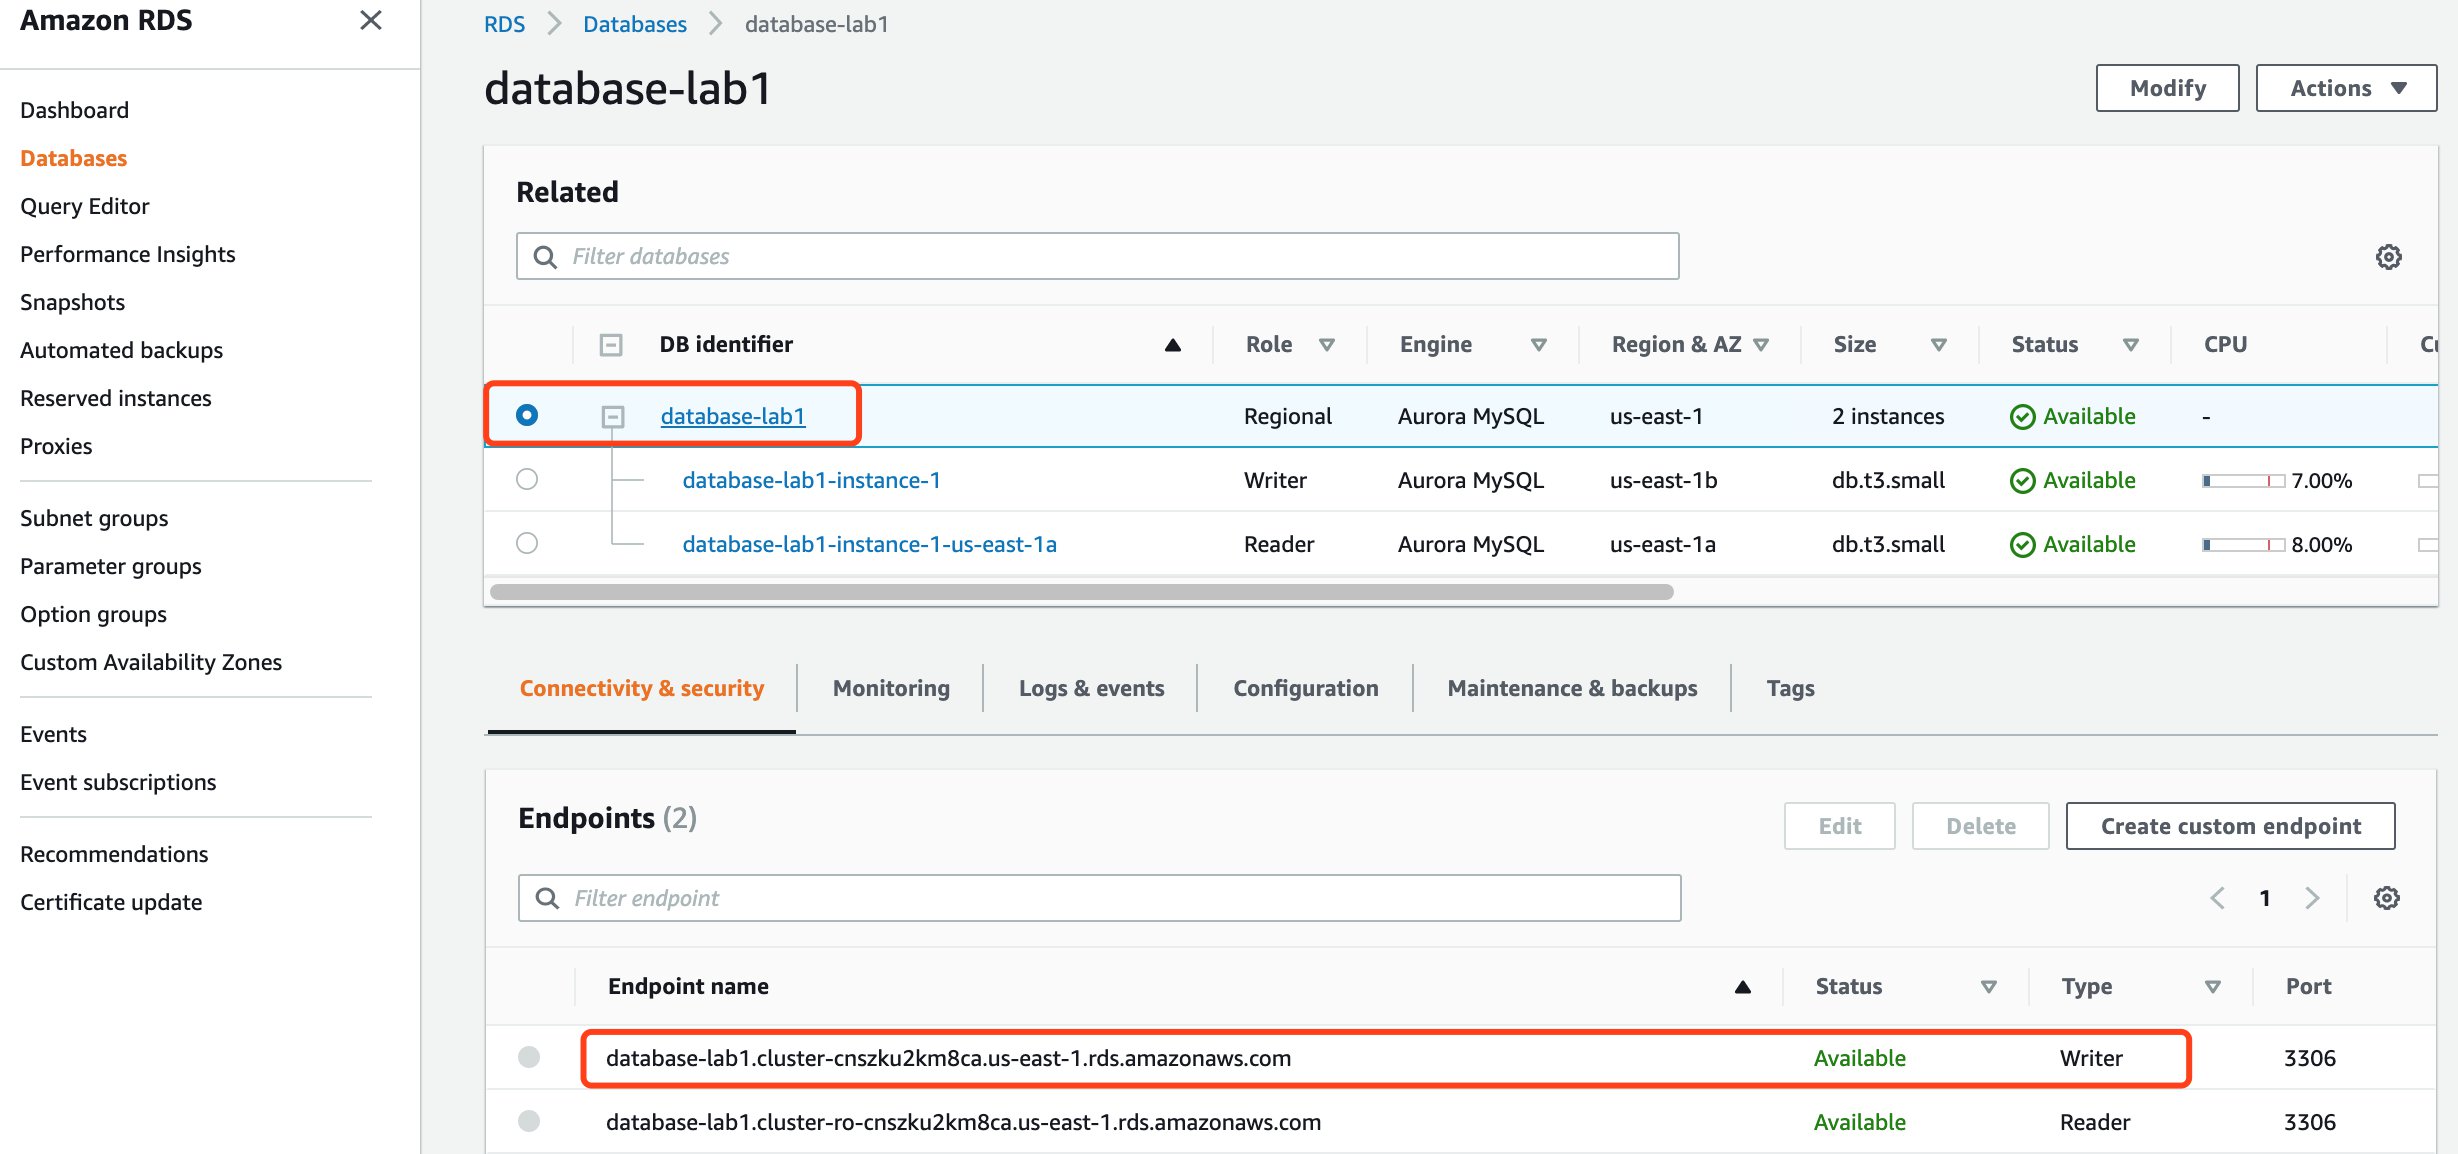 Amazon RDS
Dashboard
Databases
Query Editor
Performance Insights
Snapshots
Automated backups
Reserved instances
Proxies
Subnet groups
Parameter groups
Option groups
Custom Availability Zones
Events
Event subscriptions
Recommendations
Certificate update
RDS Databases database-lab1
database-lab1
Modify Actions
Related
Filter databases
DB identifier Role Engine Region & AZ Size Status CPU
database-lab1 Regional Aurora MySQL us-east-1 2 instances Available -
database-lab1-instance-1 Writer Aurora MySQL us-east-1b db.t3.small Available 7.00%
database-lab1-instance-1-us-east-1a Reader Aurora MySQL us-east-1a db.t3.small Available 8.00%
Connectivity & security Monitoring Logs & events Configuration Maintenance & backups Tags
Endpoints (2)
Edit Delete Create custom endpoint
Filter endpoint
1
Endpoint name Status Type Port
database-lab1.cluster-cnszku2km8ca.us-east-1.rds.amazonaws.com Available Writer 3306
database-lab1.cluster-ro-cnszku2km8ca.us-east-1.rds.amazonaws.com Available Reader 3306